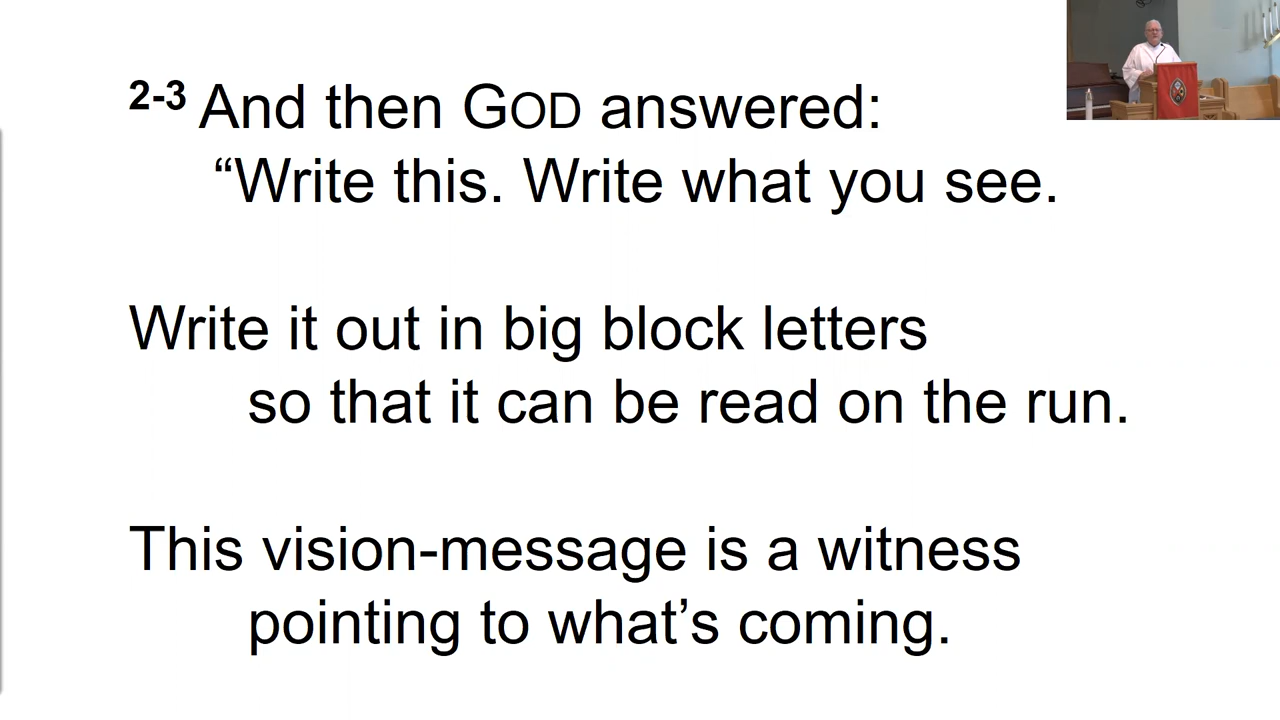 2-3 And then GOD answered:
“Write this. Write what you see.
Write it out in big block letters
so that it can be read on the run.
This vision-message is a witness
pointing to what’s coming.